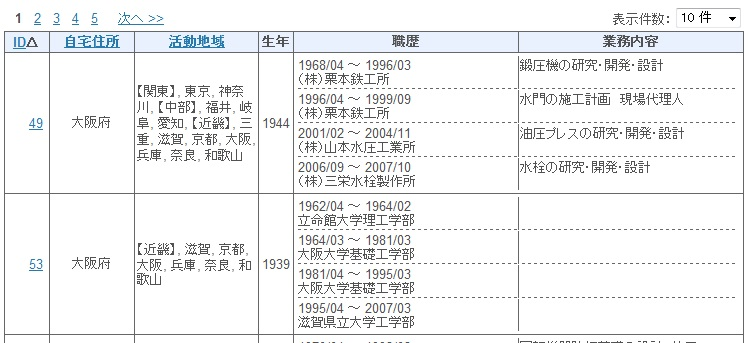 1 2 3 4 5 次へ >> 表示件数: 10 件
ID△ 自宅住所 活動地域 生年 職歴 業務内容
49 大阪府
【関東】, 東京, 神奈
川, 【中部】, 福井, 岐
阜, 愛知, 【近畿】, 三
重, 滋賀, 京都, 大阪,
兵庫, 奈良, 和歌山
1944
1968/04 ～ 1996/03
(株)栗本鉄工所
鍛圧機の研究・開発・設計
1996/04 ～ 1999/09
(株)栗本鉄工所
水門の施工計画 現場代理人
2001/02 ～ 2004/11
(株)山本水圧工業所
油圧プレスの研究・開発・設計
2006/09 ～ 2007/10
(株)三栄水栓製作所
水栓の研究・開発・設計
53 大阪府
【近畿】, 滋賀, 京都,
大阪, 兵庫, 奈良, 和
歌山
1939
1962/04 ～ 1964/02
立命館大学理工学部
1964/03 ～ 1981/03
大阪大学基礎工学部
1981/04 ～ 1995/03
大阪大学基礎工学部
1995/04 ～ 2007/03
滋賀県立大学工学部